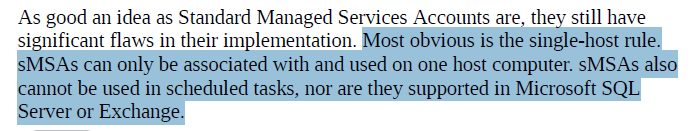 As good an idea as Standard Managed Services Accounts are, they still have
significant flaws in their implementation. Most obvious is the single-host rule.
sMSAs can only be associated with and used on one host computer. sMSAs also
cannot be used in scheduled tasks, nor are they supported in Microsoft SQL
Server or Exchange.